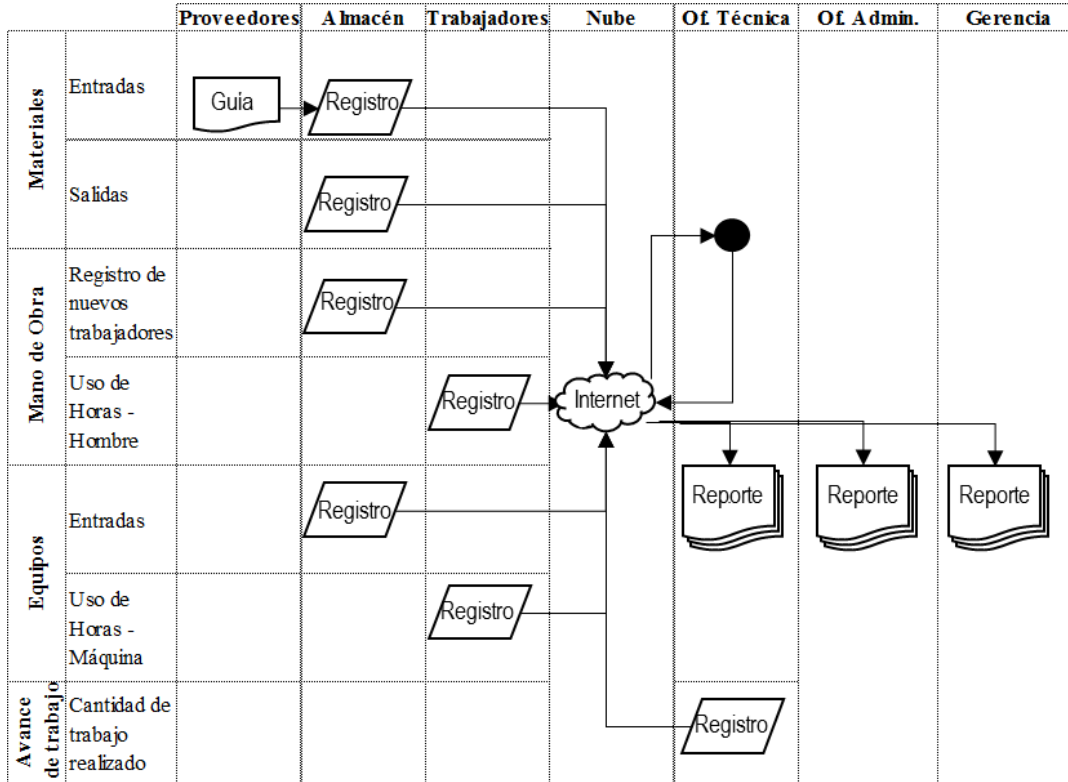 Proveedores Almacén Trabajadores Nube Of. Técnica Of. Admin. Gerencia
Materiales
Entradas
Guía
Registro
Salidas
Registro
Mano de Obra
Registro de
nuevos
trabajadores
Registro
Uso de
Horas -
Hombre
Registro
Internet
Equipos
Entradas
Registro
Reporte
Reporte
Reporte
Uso de
Horas -
Máquina
Registro
Avance
de trabajo
Cantidad de
trabajo
realizado
Registro